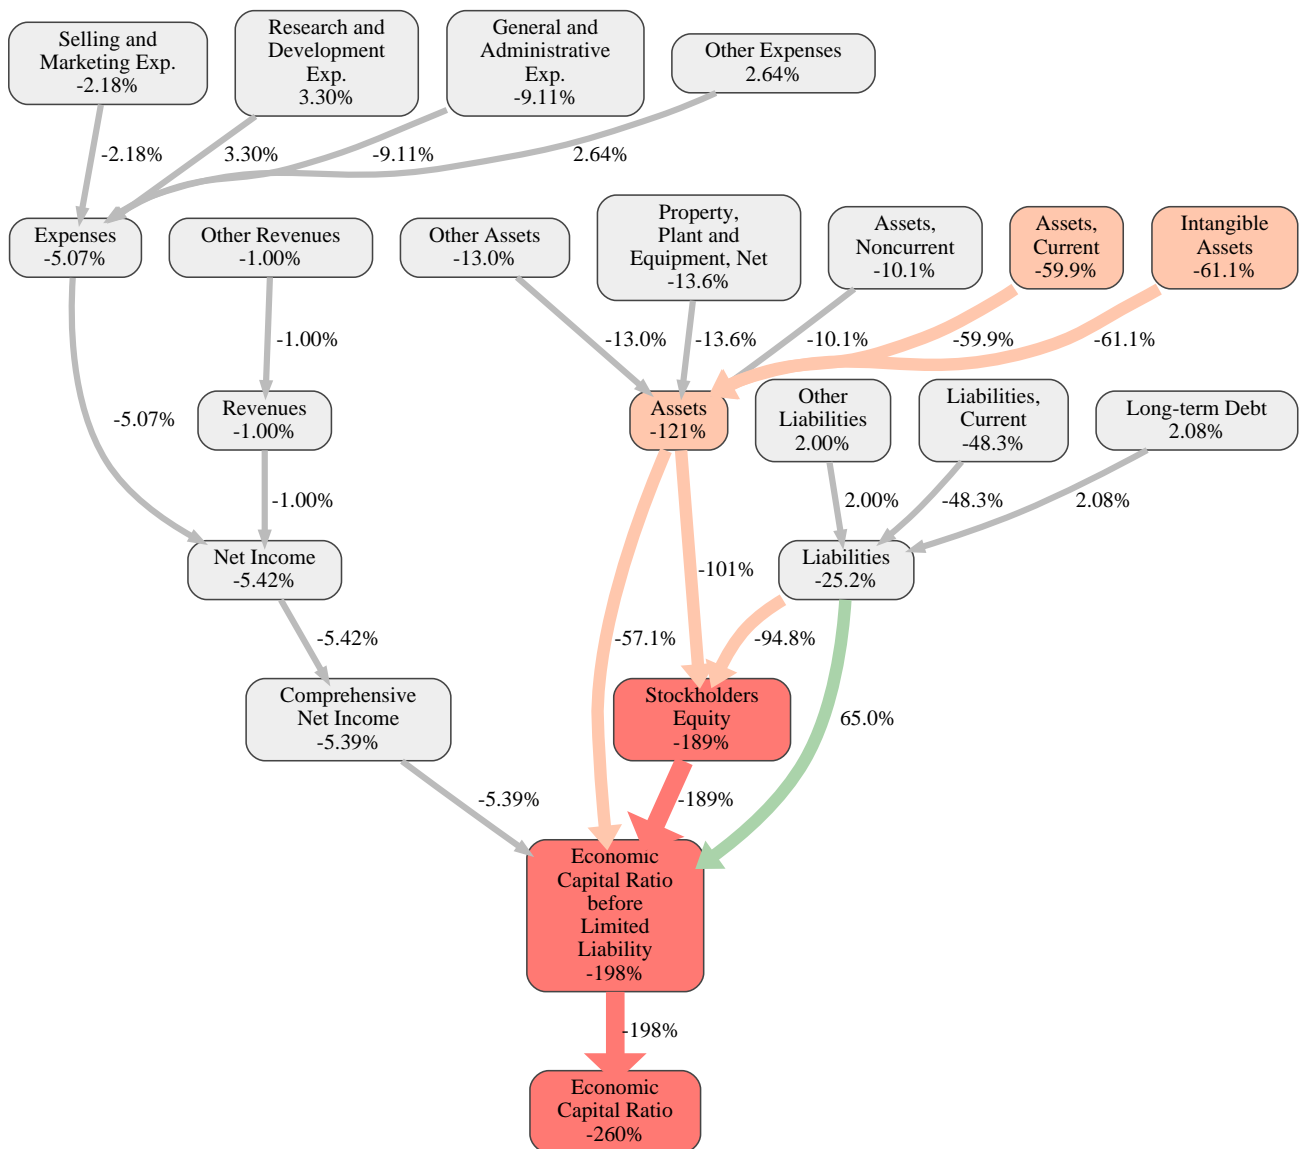 Selling and
Marketing Exp.
-2.18%
Research and
Development
Exp.
3.30%
General and
Administrative
Exp.
-9.11%
Other Expenses
2.64%
-2.18%
3.30%
-9.11%
2.64%
Expenses
-5.07%
Other Revenues
-1.00%
Other Assets
-13.0%
Property,
Plant and
Equipment, Net
-13.6%
Assets,
Noncurrent
-10.1%
Assets,
Current
-59.9%
Intangible
Assets
-61.1%
-1.00%
-13.0%
-13.6%
-10.1%
-59.9%
-61.1%
-5.07%
Revenues
-1.00%
Assets
-121%
Other
Liabilities
2.00%
Liabilities,
Current
-48.3%
Long-term Debt
2.08%
-1.00%
2.00%
-48.3%
2.08%
Net Income
-5.42%
-101%
Liabilities
-25.2%
-5.42%
-57.1%
-94.8%
Comprehensive
Net Income
-5.39%
Stockholders
Equity
-189%
65.0%
-5.39%
-189%
Economic
Capital Ratio
before
Limited
Liability
-198%
-198%
Economic
Capital Ratio
-260%